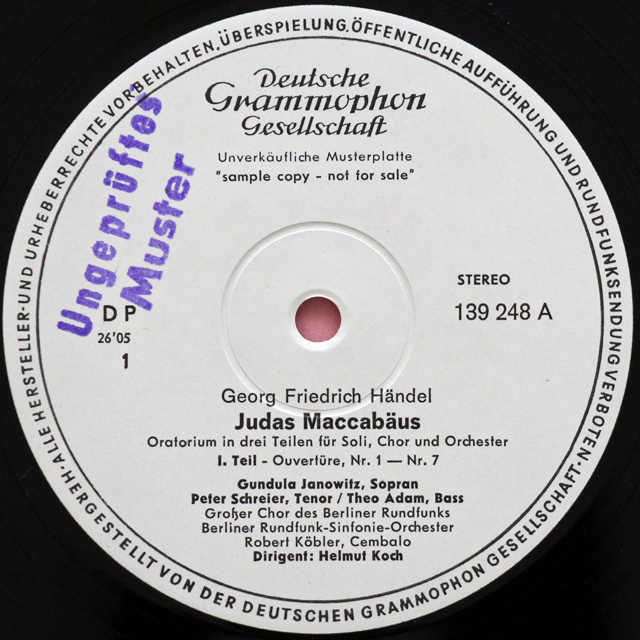 ALLE HERSTELLER-UND URHEBERRECHTE VORBEHALTEN, ÜBERSPIELUNG, ÖFFENTLICHE AUFFÜHRUNG UND RUNDFUNKSENDUNG VERBOTEN·
Deutsche
Grammophon
Gesellschaft
Unverkäufliche Musterplatte
"sample copy - not for sale"
Ungeprüftes
Muster
STEREO
DP
139 248 A
26'05
1
Georg Friedrich Händel
Judas Maccabäus
Oratorium in drei Teilen für Soli, Chor und Orchester
I. Teil - Ouvertüre, Nr. 1 — Nr. 7
Gundula Janowitz, Sopran
Peter Schreier, Tenor / Theo Adam, Bass
Großer Chor des Berliner Rundfunks
Berliner Rundfunk-Sinfonie-Orchester
Robert Köbler, Cembalo
Dirigent: Helmut Koch
HERGESTELLT VON DER DEUTSCHEN GRAMMOPHON GESELLSCHAFT·